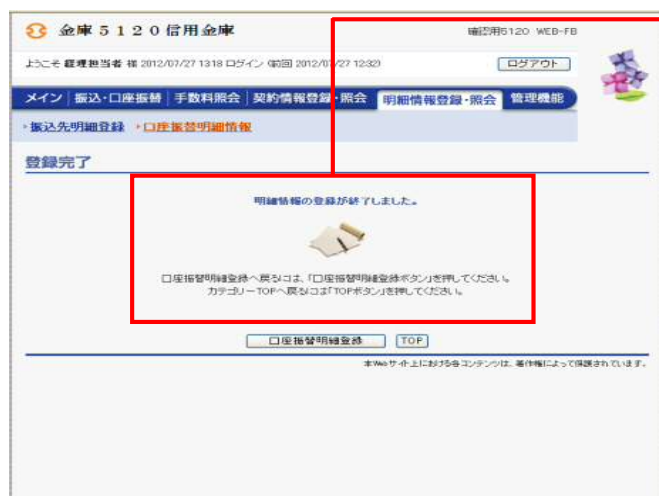 金庫5120信用金庫
確認用5120 WEB-FB
ようこそ 経理担当者 様 2012/07/27 1318 ログイン (前回 2012/07/27 12:32)
ログアウト
メイン 振込・口座振替 手数料照会 契約情報登録・照会 明細情報登録・照会 管理機能
振込先明細登録 口座振替明細情報
登録完了
明細情報の登録が終了しました。
口座振替明細登録へ戻るには、「口座振替明細登録ボタン」を押してください。
カテゴリーTOPへ戻るには「TOPボタン」を押してください。
口座振替明細登録 TOP
本Webサイト上における各コンテンツは、著作権によって保護されています。